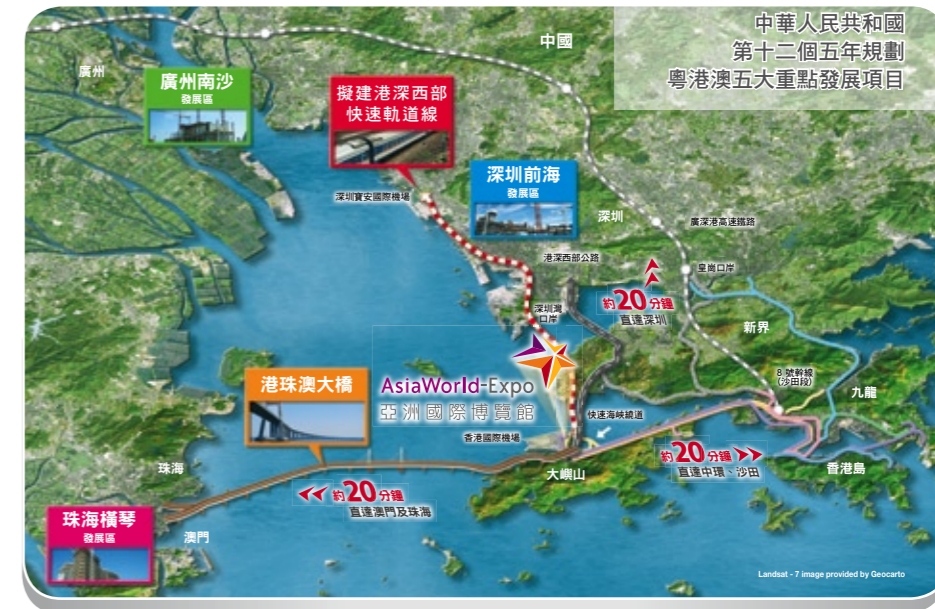 中華人民共和國
第十二個五年規劃
粵港澳五大重點發展項目
中國
廣州
廣州南沙
發展區
擬建港深西部
快速軌道線
深圳前海
發展區
深圳寶安國際機場
深圳
廣深港高速鐵路
港深西部公路
皇崗口岸
約20分鐘
直達深圳
深圳灣
口岸
新界
8 號幹線
(沙田段)
九龍
港珠澳大橋
AsiaWorld-Expo
亞洲國際博覽館
快速海峽繞道
香港國際機場
約20分鐘
直達中環、沙田
香港島
大嶼山
珠海
約20分鐘
直達澳門及珠海
珠海橫琴
發展區
澳門
Landsat - 7 image provided by Geocarto